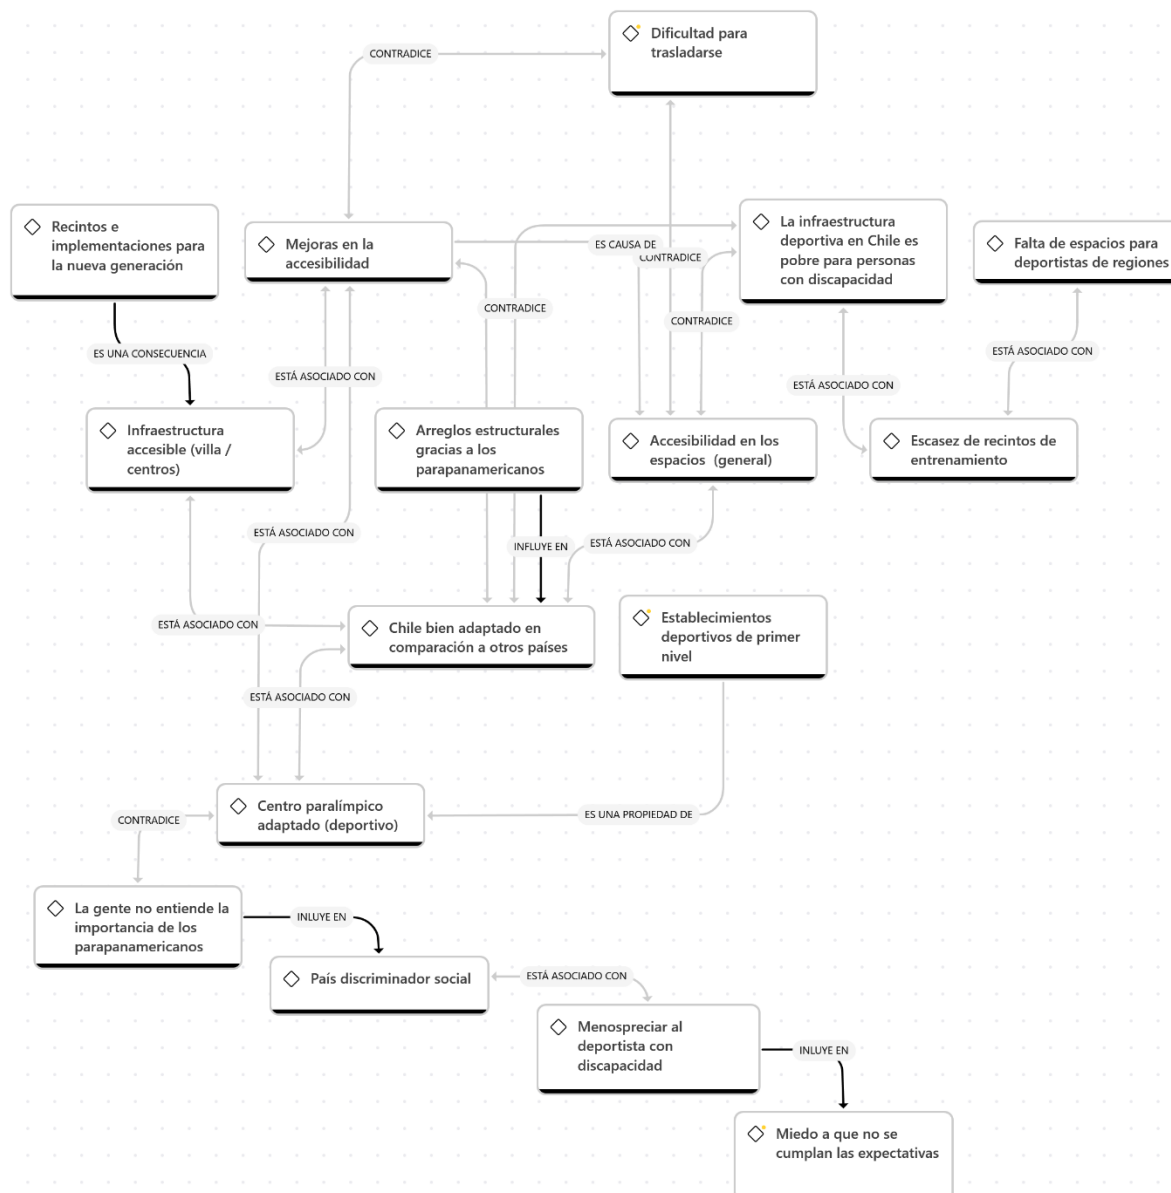 Dificultad para
trasladarse
CONTRADICE
Recintos e
implementaciones para
la nueva generación
Mejoras en la
accesibilidad
ES CAUSA DE
CONTRADICE
La infraestructura
deportiva en Chile es
pobre para personas
con discapacidad
Falta de espacios para
deportistas de regiones
CONTRADICE
CONTRADICE
ES UNA CONSECUENCIA
ESTÁ ASOCIADO CON
ESTÁ ASOCIADO CON
ESTÁ ASOCIADO CON
Infraestructura
accesible (villa /
centros)
Arreglos estructurales
gracias a los
parapanamericanos
Accesibilidad en los
espacios (general)
Escasez de recintos de
entrenamiento
ESTÁ ASOCIADO CON
INFLUYE EN
ESTÁ ASOCIADO CON
ESTÁ ASOCIADO CON
Chile bien adaptado en
comparación a otros países
Establecimientos
deportivos de primer
nivel
ESTÁ ASOCIADO CON
Centro paralímpico
adaptado (deportivo)
CONTRADICE
ES UNA PROPIEDAD DE
La gente no entiende la
importancia de los
parapanamericanos
INLUYE EN
País discriminador social
ESTÁ ASOCIADO CON
Menospreciar al
deportista con
discapacidad
INLUYE EN
Miedo a que no se
cumplan las expectativas